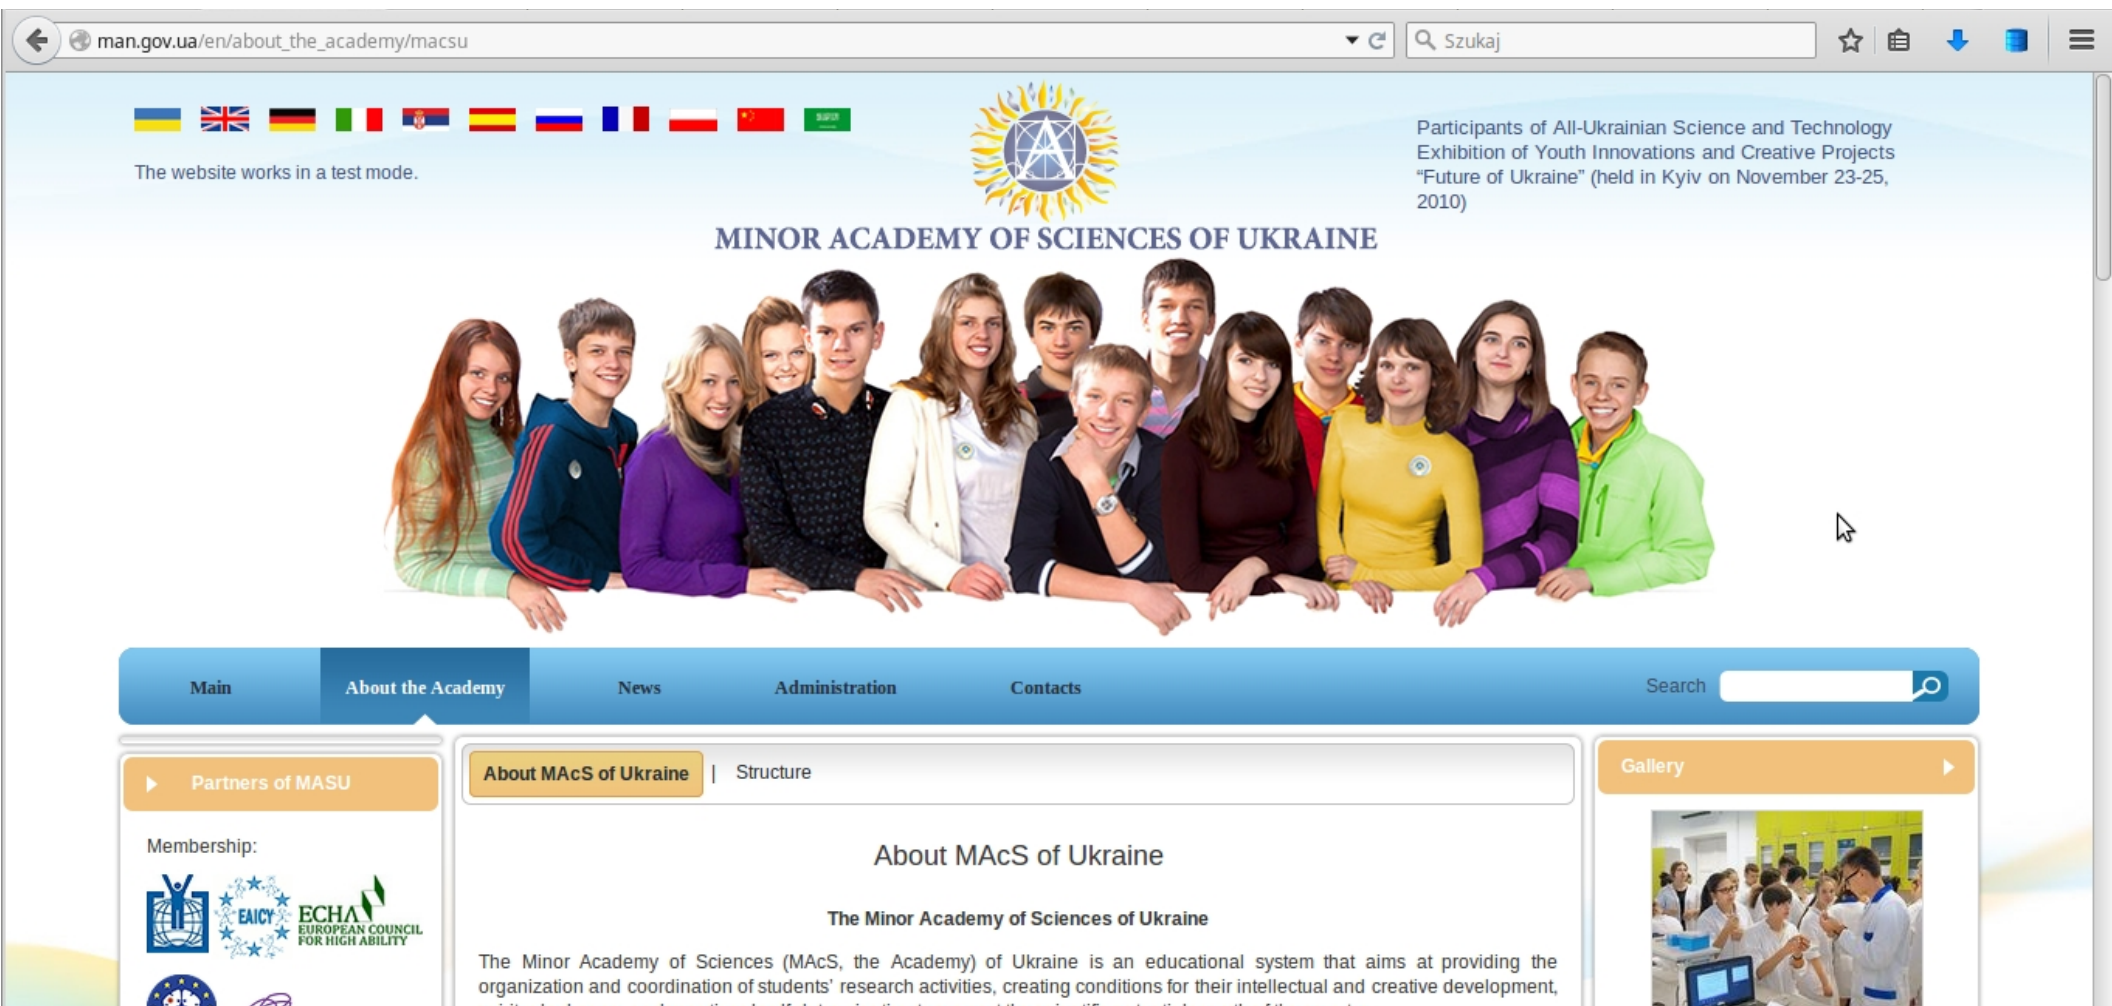 man.gov.ua/en/about_the_academy/macsu
Szukaj
The website works in a test mode.
Participants of All-Ukrainian Science and Technology
Exhibition of Youth Innovations and Creative Projects
“Future of Ukraine” (held in Kyiv on November 23-25,
2010)
MINOR ACADEMY OF SCIENCES OF UKRAINE
Main
About the Academy
News
Administration
Contacts
Search
Partners of MASU
Membership:
EAICY
ECHA
EUROPEAN COUNCIL
FOR HIGH ABILITY
About MAcS of Ukraine | Structure
About MAcS of Ukraine
The Minor Academy of Sciences of Ukraine
The Minor Academy of Sciences (MAcS, the Academy) of Ukraine is an educational system that aims at providing the
organization and coordination of students' research activities, creating conditions for their intellectual and creative development,
Gallery